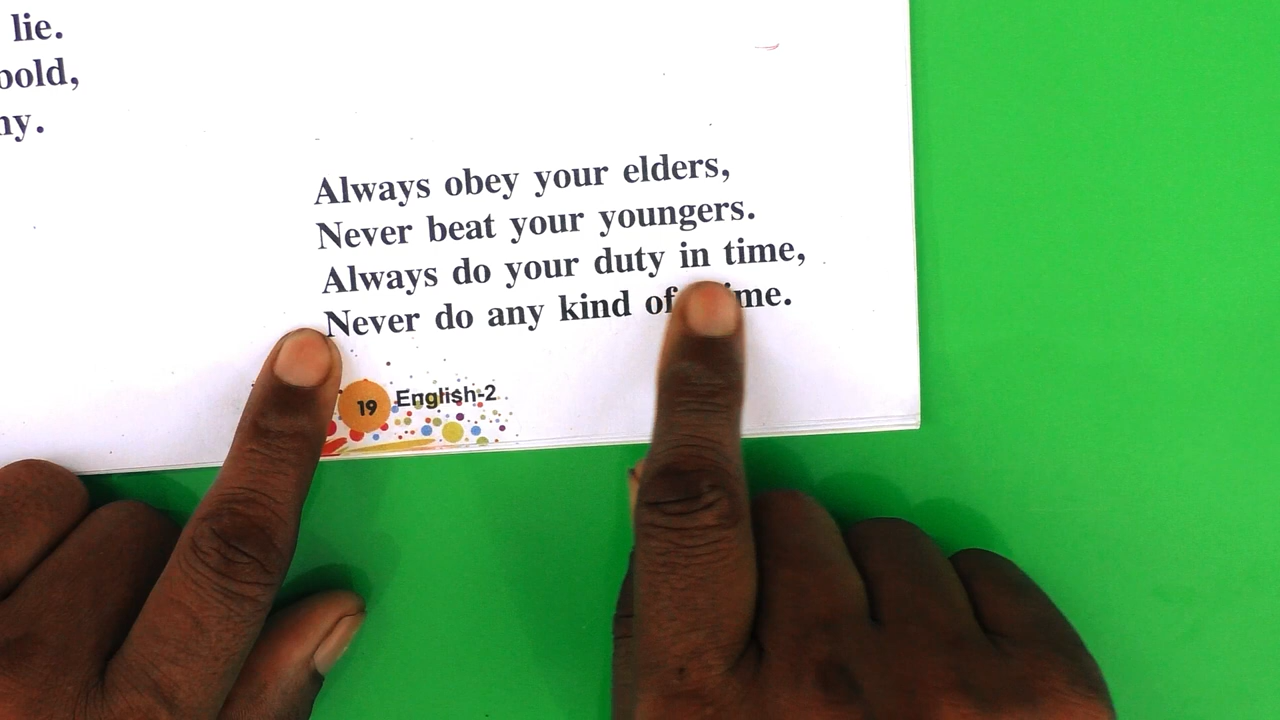 lie.
bold,
ny.
Always obey your elders,
Never beat your youngers.
Always do your duty in time,
Never do any kind of
19 English-2